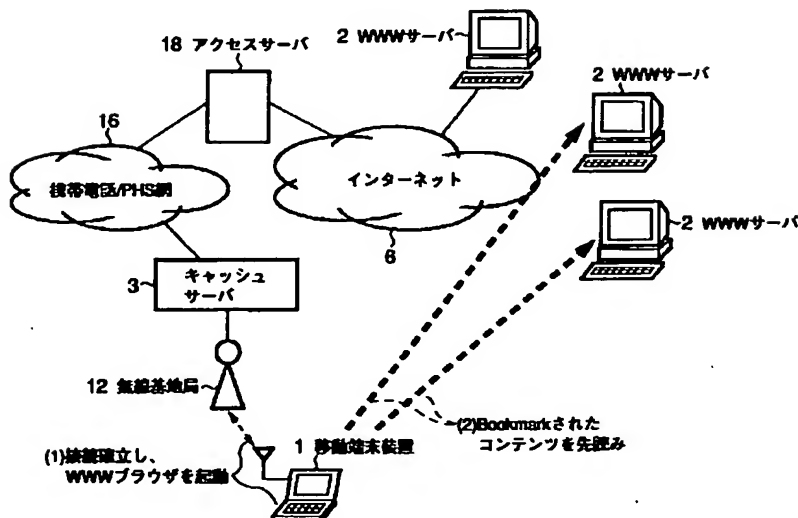 18 アクセスサーバ
2 WWWサーバ
2 WWWサーバ
16
携帯電話/PHS網
インターネット
6
2 WWWサーバ
3
キャッシュ
サーバ
12 無線基地局
(2)Bookmarkされた
コンテンツを先読み
1 移動端末装置
(1)接続確立し、
WWWブラウザを起動